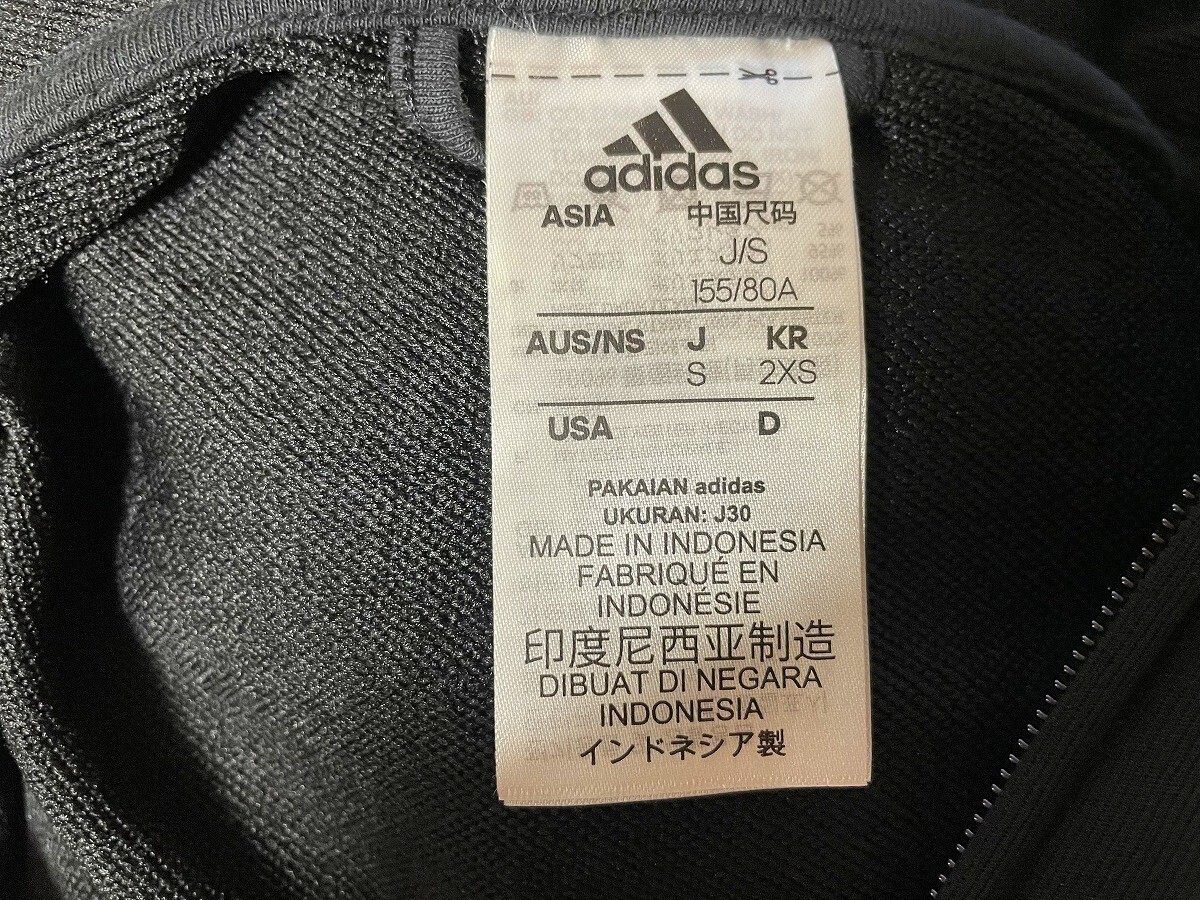 adidas
ASIA 中国尺码
J/S
155/80A
AUS/NS J KR
S 2XS
USA D
PAKAIAN adidas
UKURAN: J30
MADE IN INDONESIA
FABRIQUÉ EN
INDONÉSIE
印度尼西亚制造
DIBUAT DI NEGARA
INDONESIA
インドネシア製